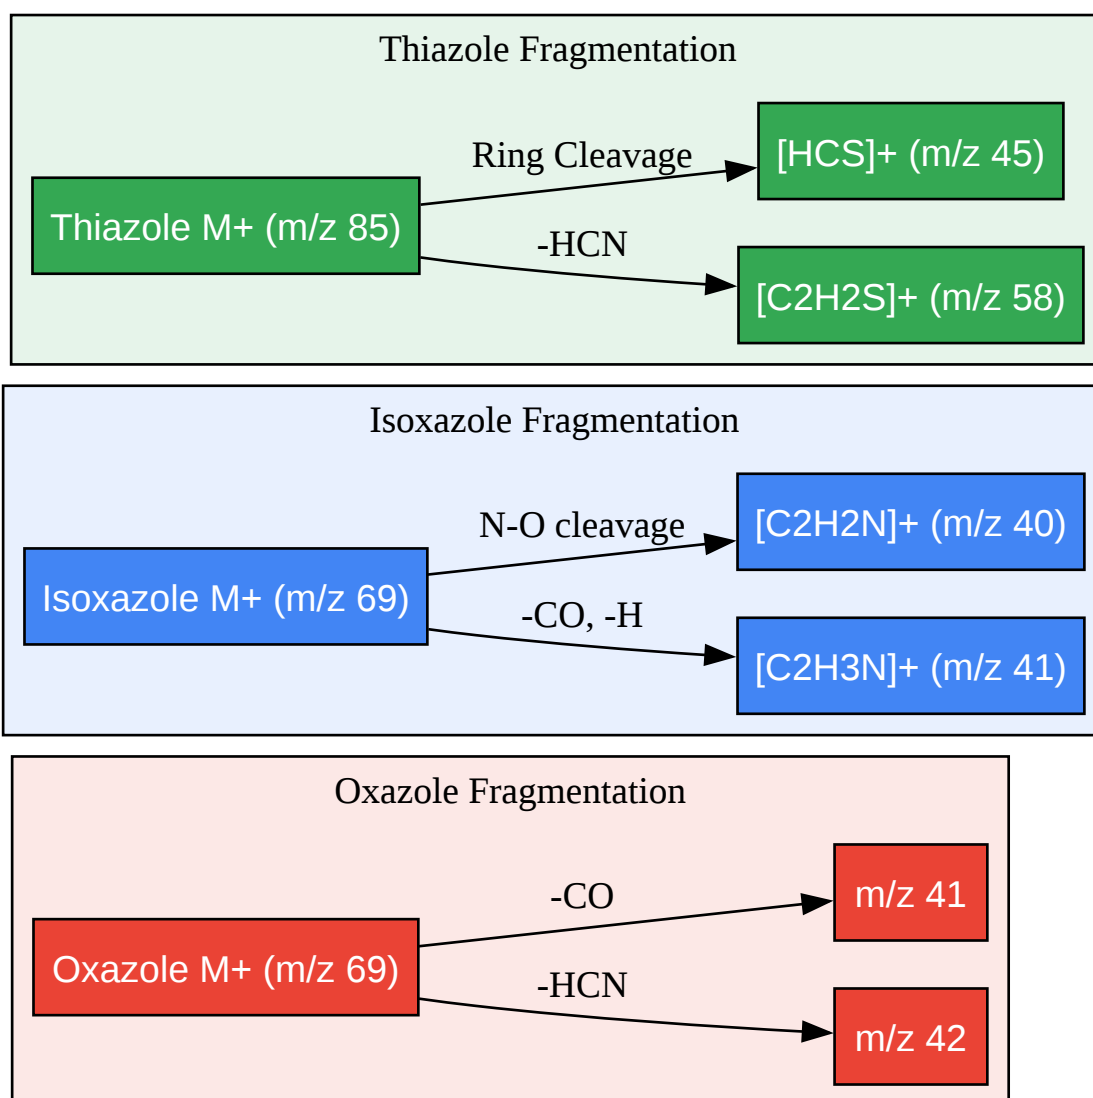 Thiazole Fragmentation
Ring Cleavage
[HCS]+ (m/z 45)
Thiazole M+ (m/z 85)
-HCN
[C2H2S]+ (m/z 58)
Isoxazole Fragmentation
N-O cleavage
[C2H2N]+ (m/z 40)
Isoxazole M+ (m/z 69)
-CO, -H
[C2H3N]+ (m/z 41)
Oxazole Fragmentation
-CO
m/z 41
Oxazole M+ (m/z 69)
-HCN
m/z 42